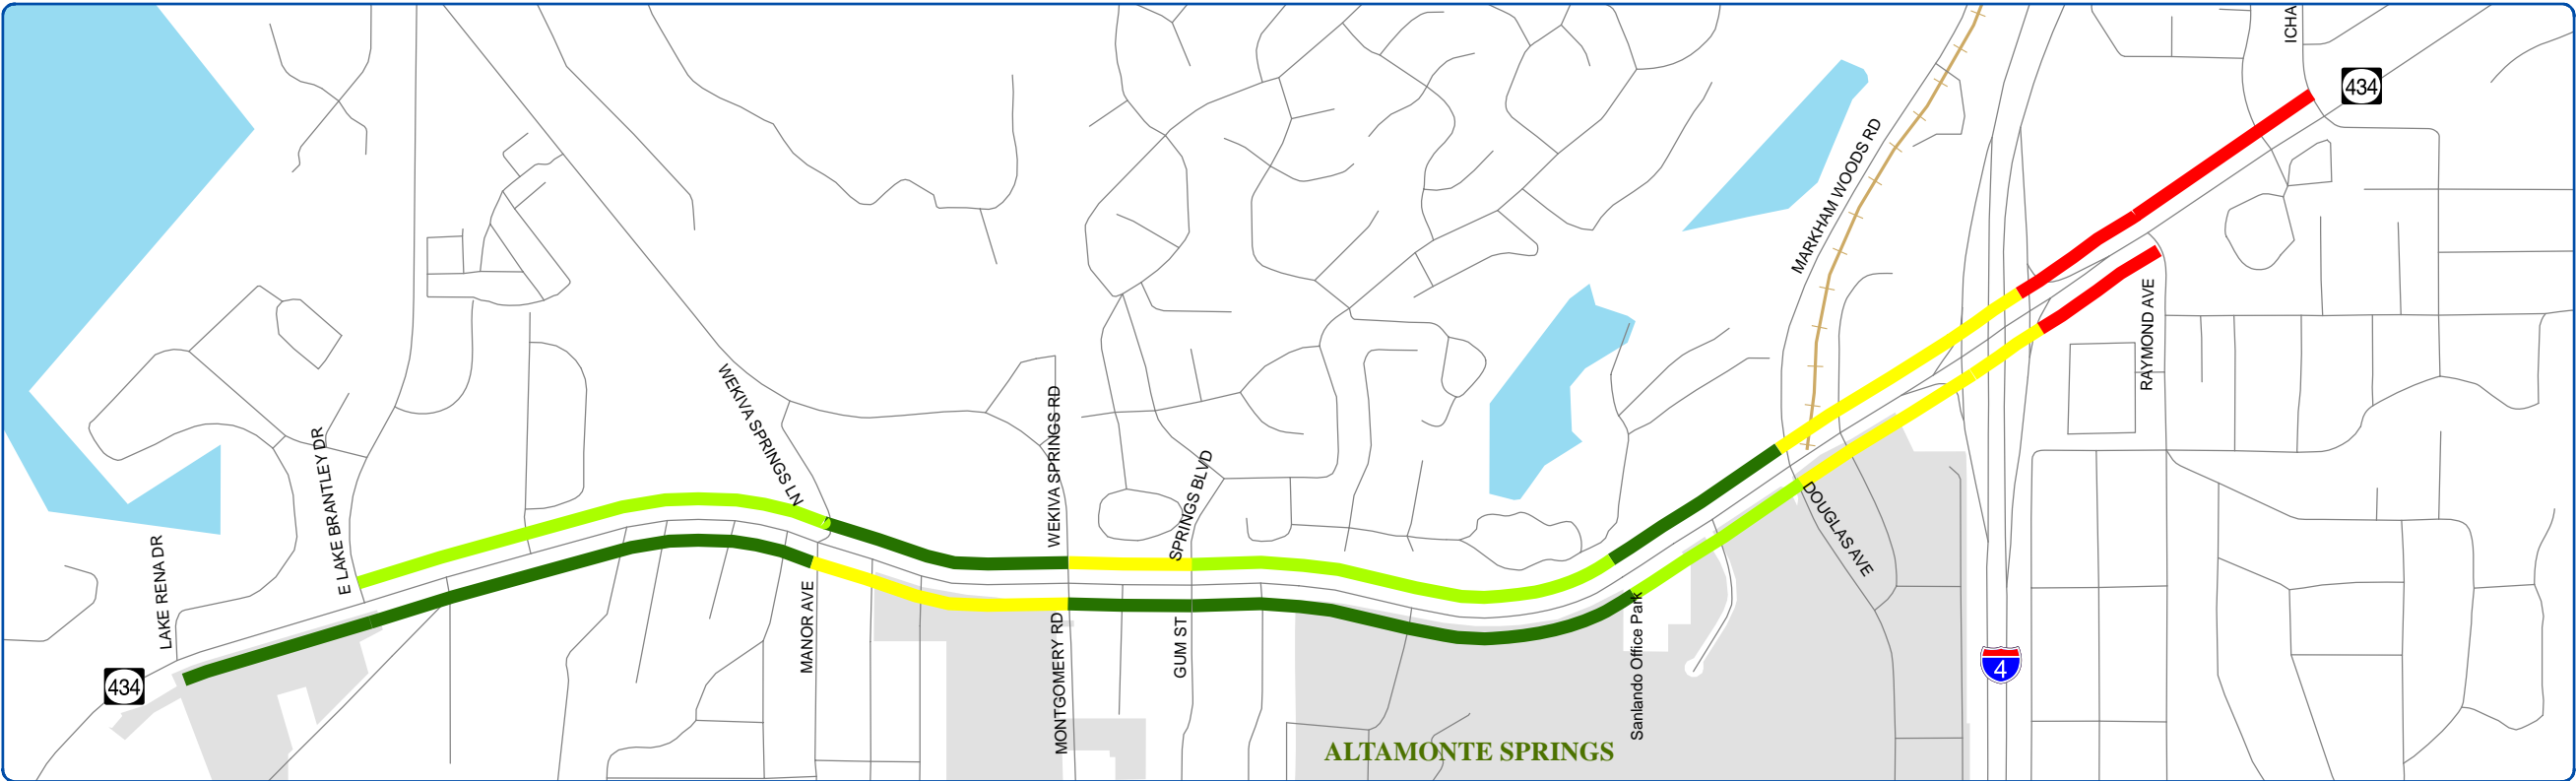 ICHA
434
MARKHAM WOODS RD
RAYMOND AVE
WEKIVA SPRINGS LN
WEKIVA SPRINGS RD
E LAKE BRANTLEY DR
SPRINGS BLVD
LAKE RENA DR
DOUGLAS AVE
MANOR AVE
MONTGOMERY RD
GUM ST
Sanlando Office Park
434
4
ALTAMONTE SPRINGS